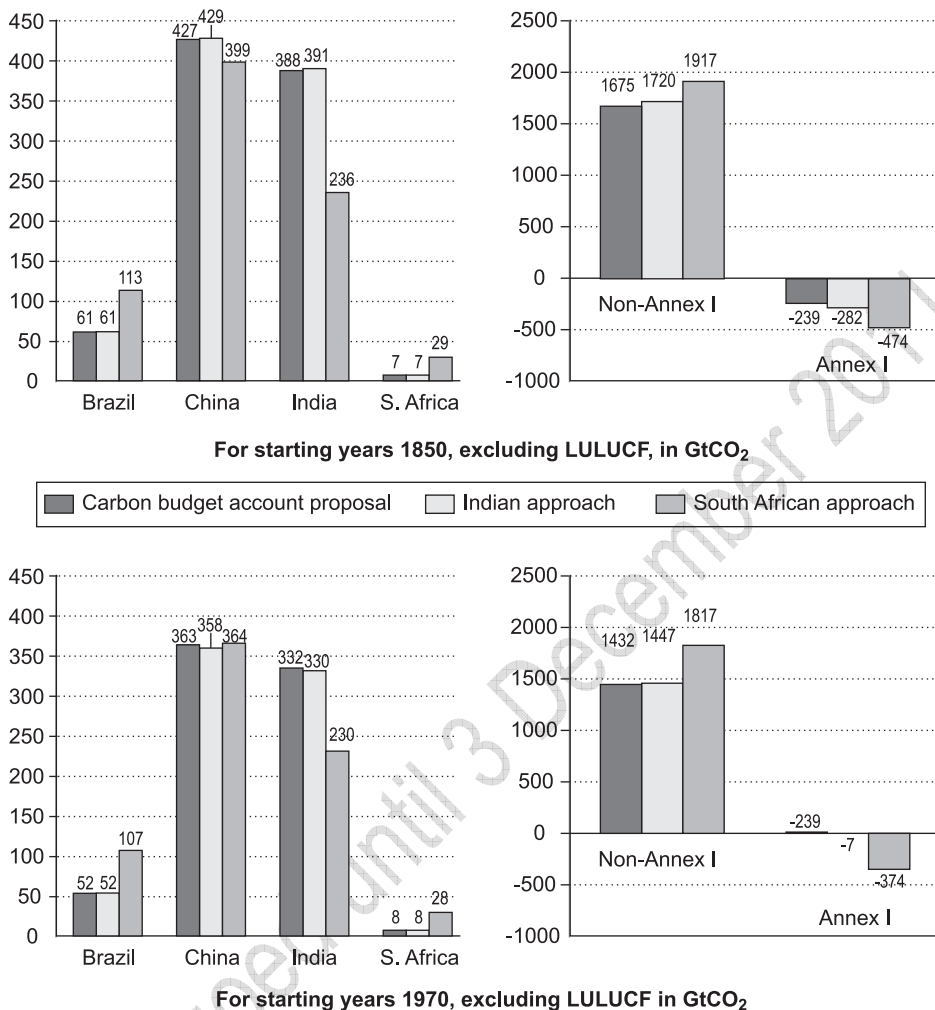 450
400
350
300
250
200
150
100
50
0
427 429 399
388 391 236
61 61 113
7 7 29
Brazil China India S. Africa
2500
2000
1500
1000
500
0
-500
-1000
1675 1720 1917
Non-Annex I
-239 -282 -474
Annex I
For starting years 1850, excluding LULUCF, in GtCO2
Carbon budget account proposal Indian approach South African approach
450
400
350
300
250
200
150
100
50
0
363 358 364
332 330 230
52 52 107
8 8 28
Brazil China India S. Africa
2500
2000
1500
1000
500
0
-500
-1000
1432 1447 1817
Non-Annex I
-239 -7 -374
Annex I
For starting years 1970, excluding LULUCF in GtCO2
until 3 December 201